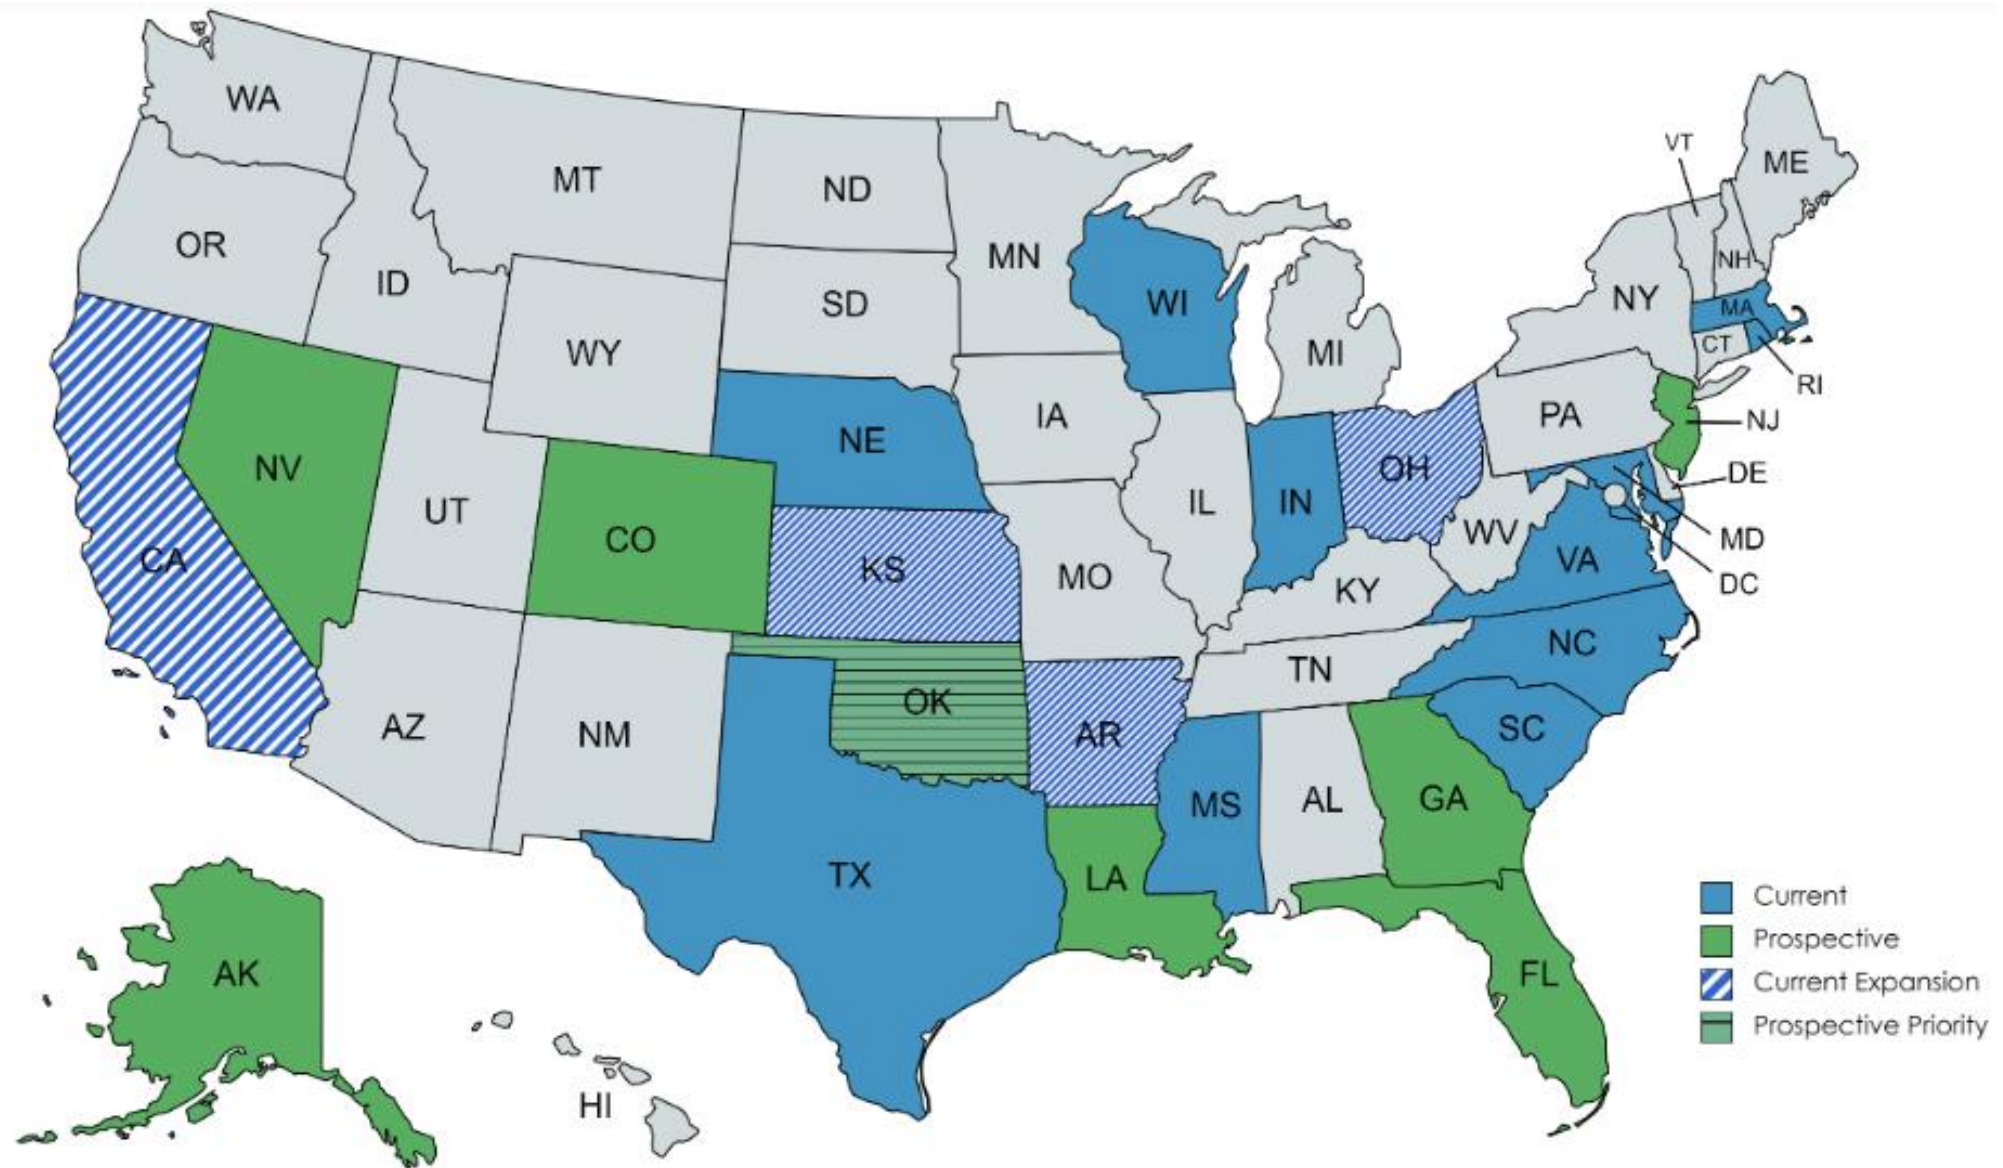 WA
MT
ND
MN
VT
ME
OR
ID
SD
WI
NH
NY
MA
WY
MI
CT
RI
IA
PA
NJ
NE
OH
NV
DE
UT
IL
IN
WV
CO
MD
CA
KS
MO
VA
DC
KY
NC
TN
OK
AZ
NM
AR
SC
MS
AL
GA
TX
LA
AK
FL
HI
Current
Prospective
Current Expansion
Prospective Priority